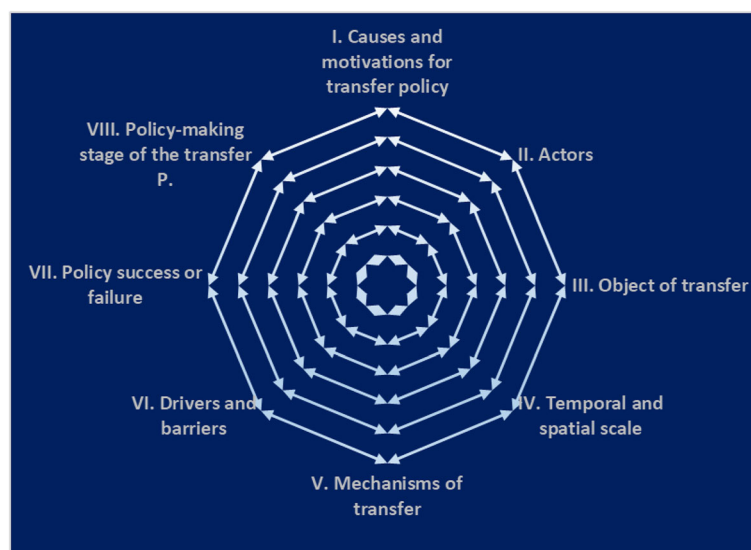 I. Causes and
motivations for
transfer policy
II. Actors
III. Object of transfer
IV. Temporal and
spatial scale
V. Mechanisms of
transfer
VI. Drivers and
barriers
VII. Policy success or
failure
VIII. Policy-making
stage of the transfer
P.